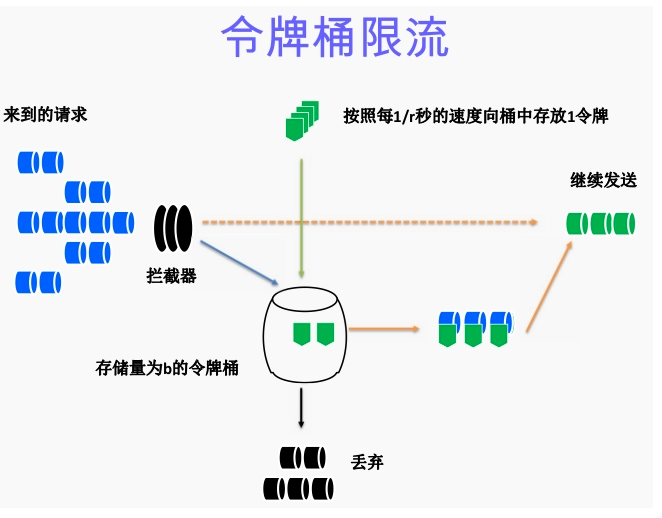 令牌桶限流
来到的请求
按照每1/r秒的速度向桶中存放1令牌
继续发送
拦截器
存储量为b的令牌桶
丢弃